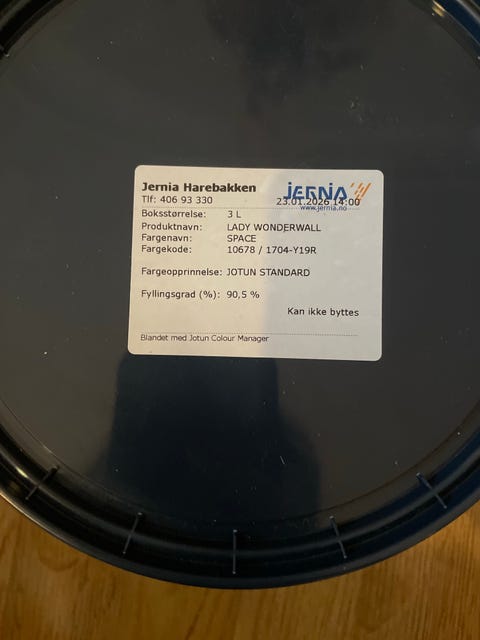 Jernia Harebakken
JERNIA
Tlf: 406 93 330
23.01.2026 14:00
www.jernia.no
Boksstørrelse: 3 L
Produktnavn: LADY WONDERWALL
Fargenavn: SPACE
Fargekode: 10678 / 1704-Y19R
Fargeopprinnelse: JOTUN STANDARD
Fyllingsgrad (%): 90,5 %
Kan ikke byttes
Blandet med Jotun Colour Manager